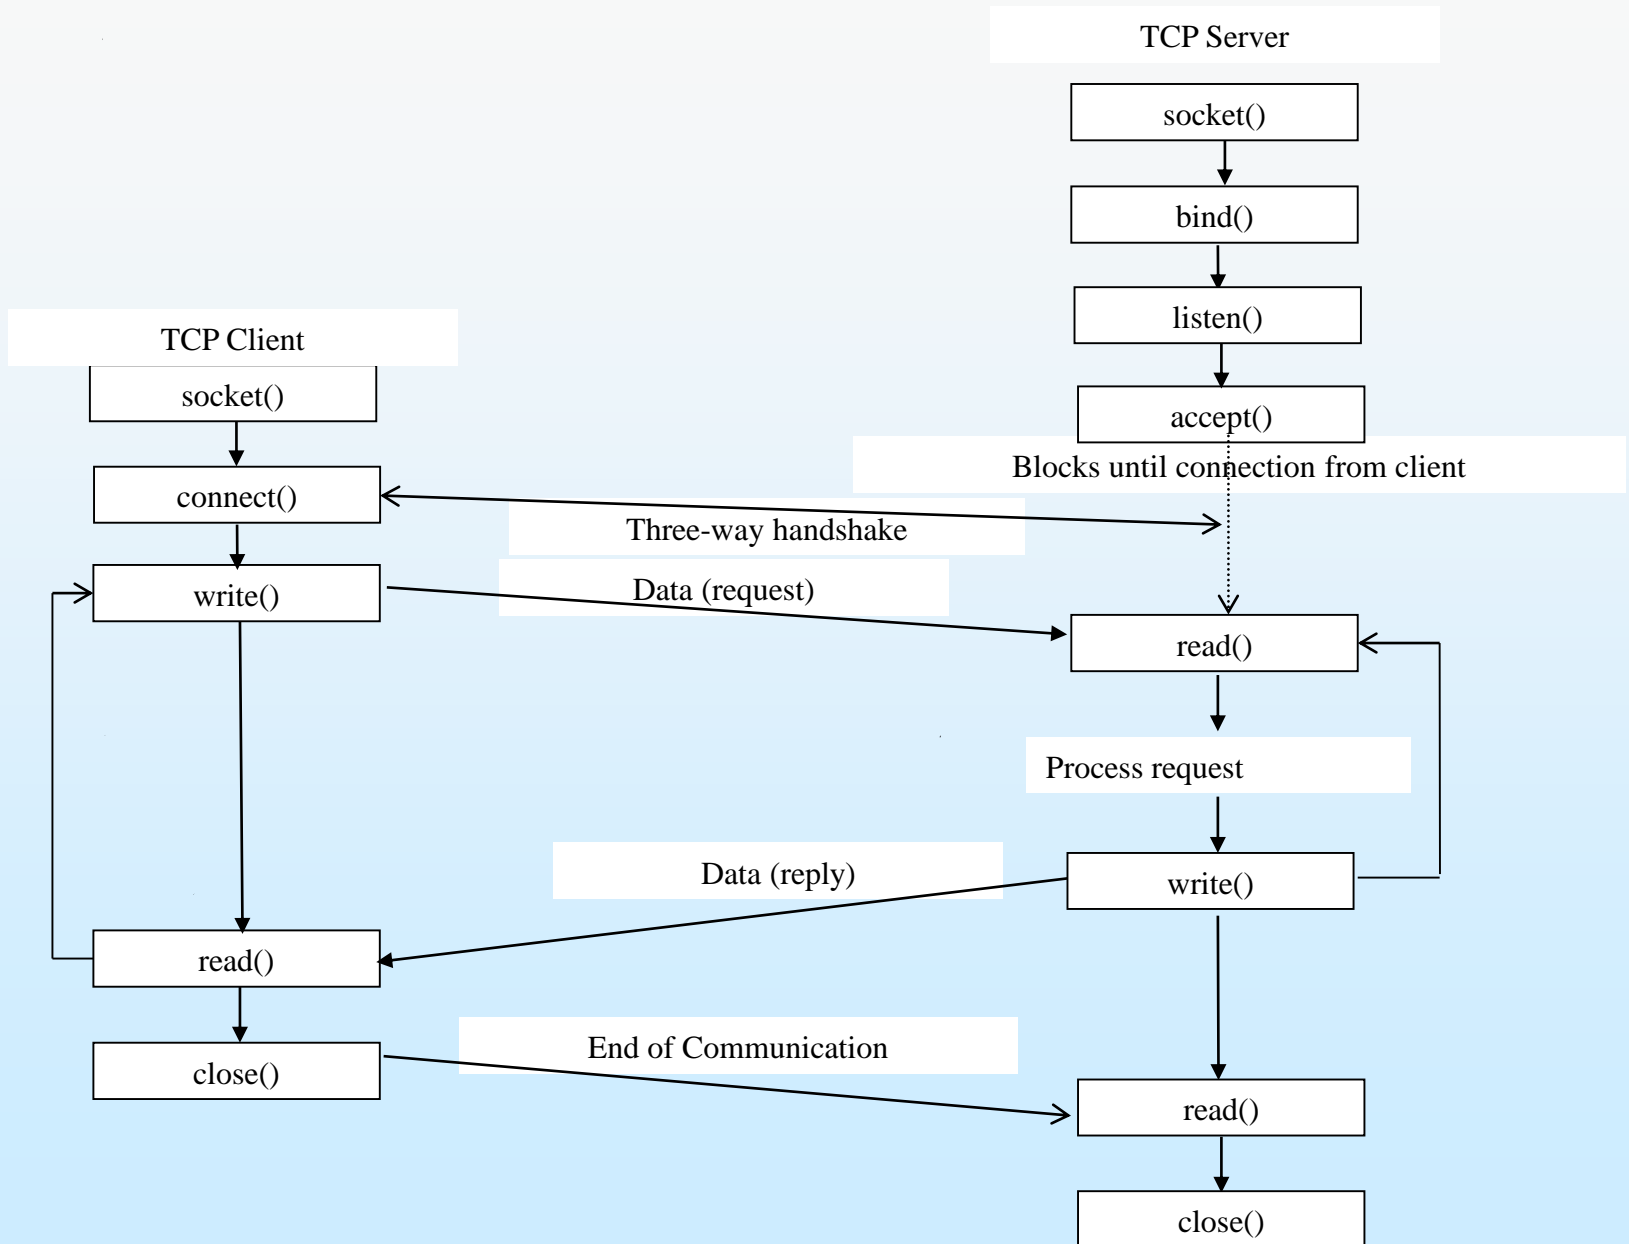 TCP Server
socket()
bind()
listen()
TCP Client
socket()
accept()
Blocks until connection from client
connect()
Three-way handshake
write()
Data (request)
read()
Process request
Data (reply)
write()
read()
End of Communication
close()
read()
close()